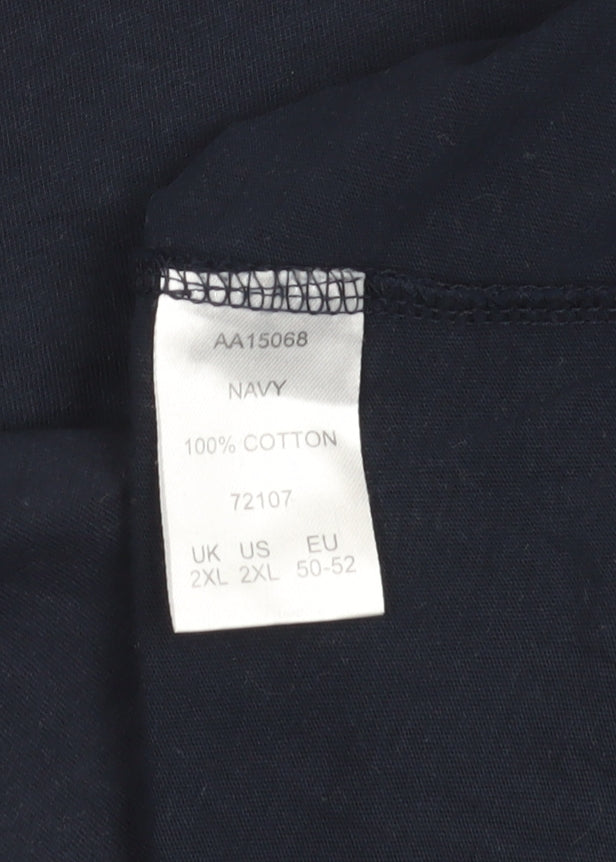 AA15068
NAVY
100% COTTON
72107
UK US EU
2XL 2XL 50-52